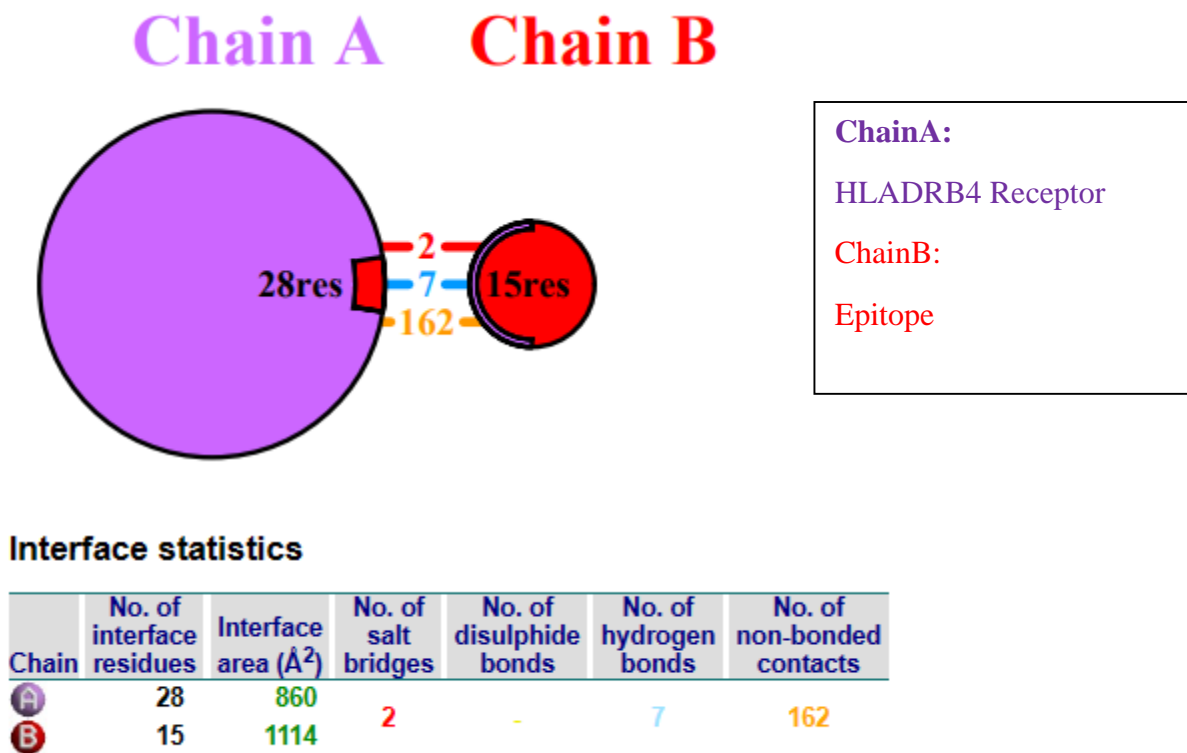 Chain A Chain B
ChainA:
HLADRB4 Receptor
ChainB:
Epitope
28res
2
7
162
15res
Interface statistics
Chain No. of interface residues Interface area (Å²) No. of salt bridges No. of disulphide bonds No. of hydrogen bonds No. of non-bonded contacts
A 28 860
2 - 7 162
B 15 1114